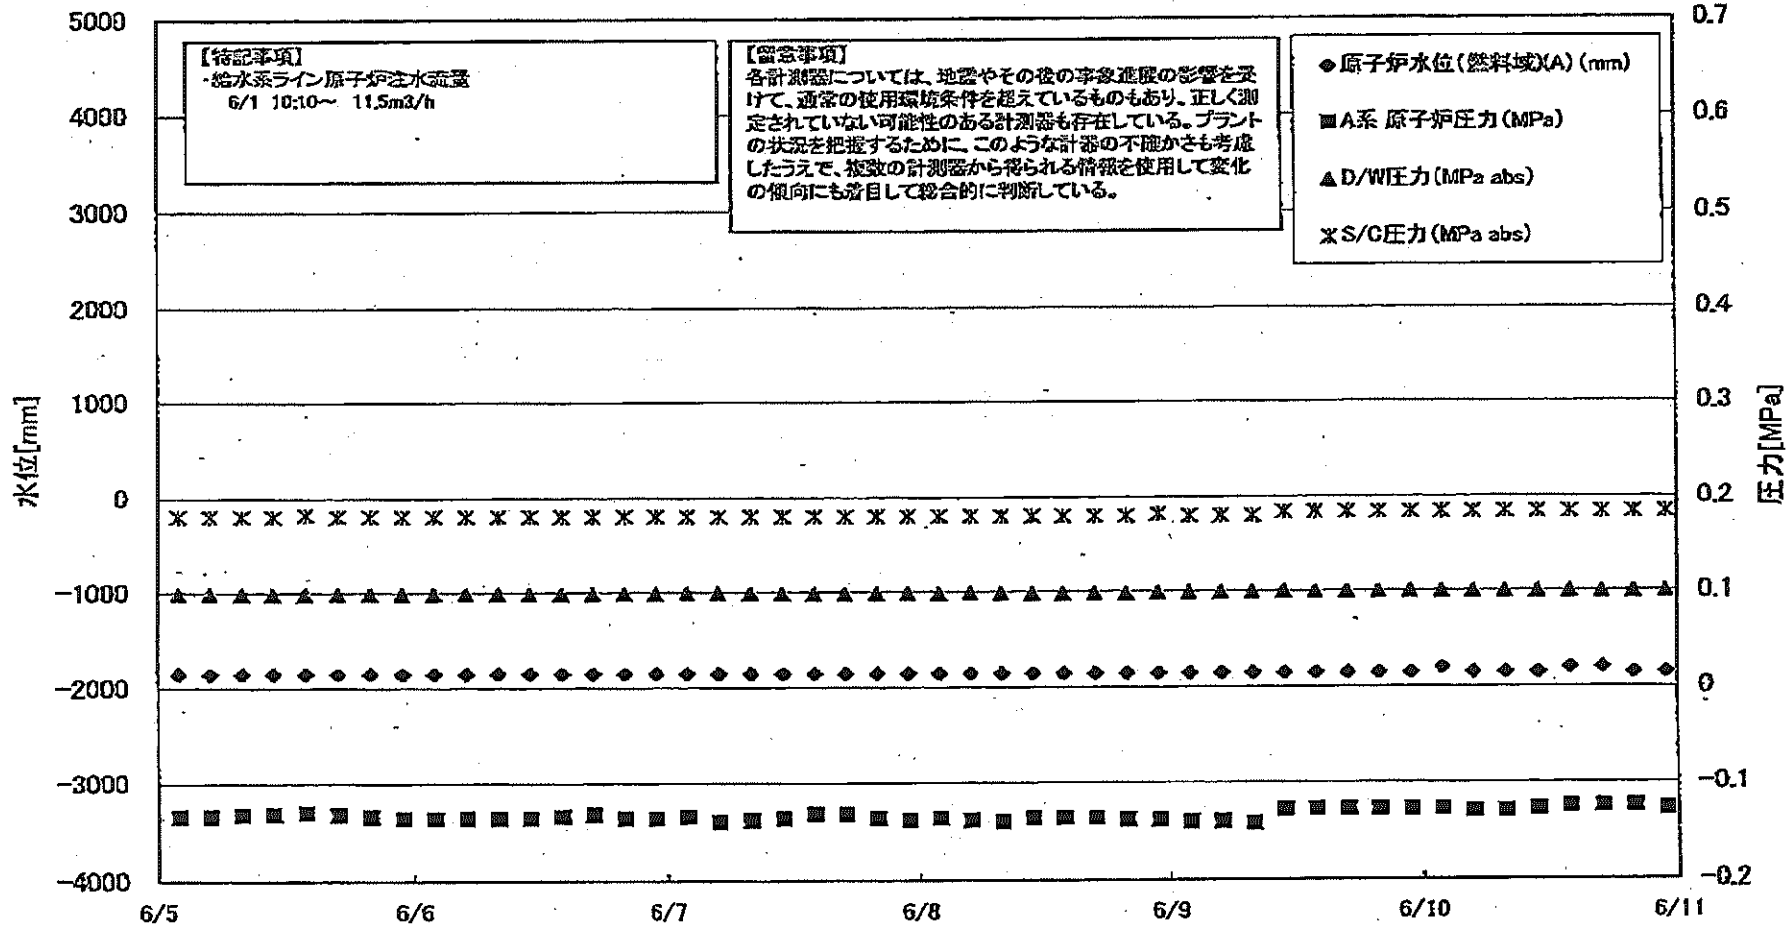 5000
4000
3000
2000
1000
0
-1000
-2000
-3000
-4000
水位[mm]
【特記事項】
・給水系ライン原子炉注水流量
6/1 10:10～ 11.5m3/h
【留意事項】
各計測器については、地震やその後の事象進展の影響を受
けて、通常の使用環境条件を超えているものもあり、正しく測
定されていない可能性のある計測器も存在している。プラント
の状況を把握するために、このような計器の不確かさも考慮
したうえで、複数の計測器から得られる情報を使用して変化
の傾向にも着目して総合的に判断している。
原子炉水位(燃料域)(A) (mm)
A系 原子炉圧力(MPa)
D/W圧力(MPa abs)
S/C圧力(MPa abs)
0.7
0.6
0.5
0.4
0.3
0.2
0.1
0
-0.1
-0.2
圧力[MPa]
6/5 6/6 6/7 6/8 6/9 6/10 6/11